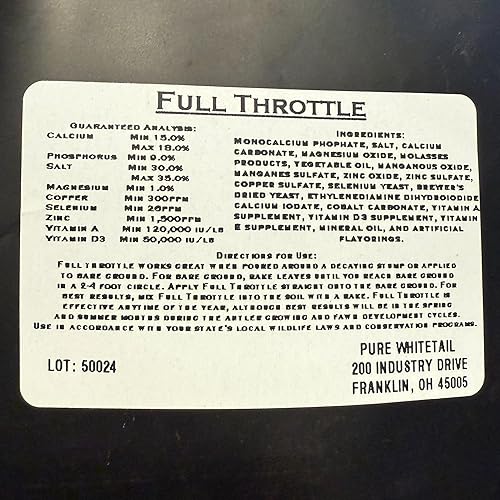 FULL THROTTLE
GUARANTEED ANALYSIS:
CALCIUM MIN 15.0%
MAX 18.0%
PHOSPHORUS MIN 9.0%
SALT MIN 30.0%
MAX 35.0%
MAGNESIUM MIN 1.0%
COPPER MIN 300PPM
SELENIUM MIN 26PPM
ZINC MIN 1,500PPM
VITAMIN A MIN 120,000 IU/LB
VITAMIN D3 MIN 50,000 IU/LB
INGREDIENTS:
MONOCALCIUM PHOPHATE, SALT, CALCIUM
CARBONATE, MAGNESIUM OXIDE, MOLASSES
PRODUCTS, VEGETABLE OIL, MANGANOUS OXIDE,
MANGANES SULFATE, ZINC OXIDE, ZINC SULFATE,
COPPER SULFATE, SELENIUM YEAST, BREWER'S
DRIED YEAST, ETHYLENEDIAMINE DIHYDROIODIDE
CALCIUM IODATE, COBALT CARBONATE, VITAMIN A
SUPPLEMENT, VITAMIN D3 SUPPLEMENT, VITAMIN
E SUPPLEMENT, MINERAL OIL, AND ARTIFICIAL
FLAVORINGS.
DIRECTIONS FOR USE:
FULL THROTTLE WORKS GREAT WHEN POURED AROUND A DECAYING STUMP OR APPLIED
TO BARE GROUND. FOR BARE GROUND, RAKE LEAVES UNTIL YOU REACH BARE GROUND
IN A 2-4 FOOT CIRCLE. APPLY FULL THROTTLE STRAIGHT ONTO THE BARE GROUND. FOR
BEST RESULTS, MIX FULL THROTTLE INTO THE SOIL WITH A RAKE. FULL THROTTLE IS
EFFECTIVE ANYTIME OF THE YEAR, ALTHOUGH BEST RESULTS WILL BE IN THE SPRING
AND SUMMER MONTHS DURING THE ANTLER GROWING AND FAWN DEVELOPMENT CYCLES.
USE IN ACCORDANCE WITH YOUR STATE'S LOCAL WILDLIFE LAWS AND CONSERVATION PROGRAMS.
LOT: 50024
PURE WHITETAIL
200 INDUSTRY DRIVE
FRANKLIN, OH 45005